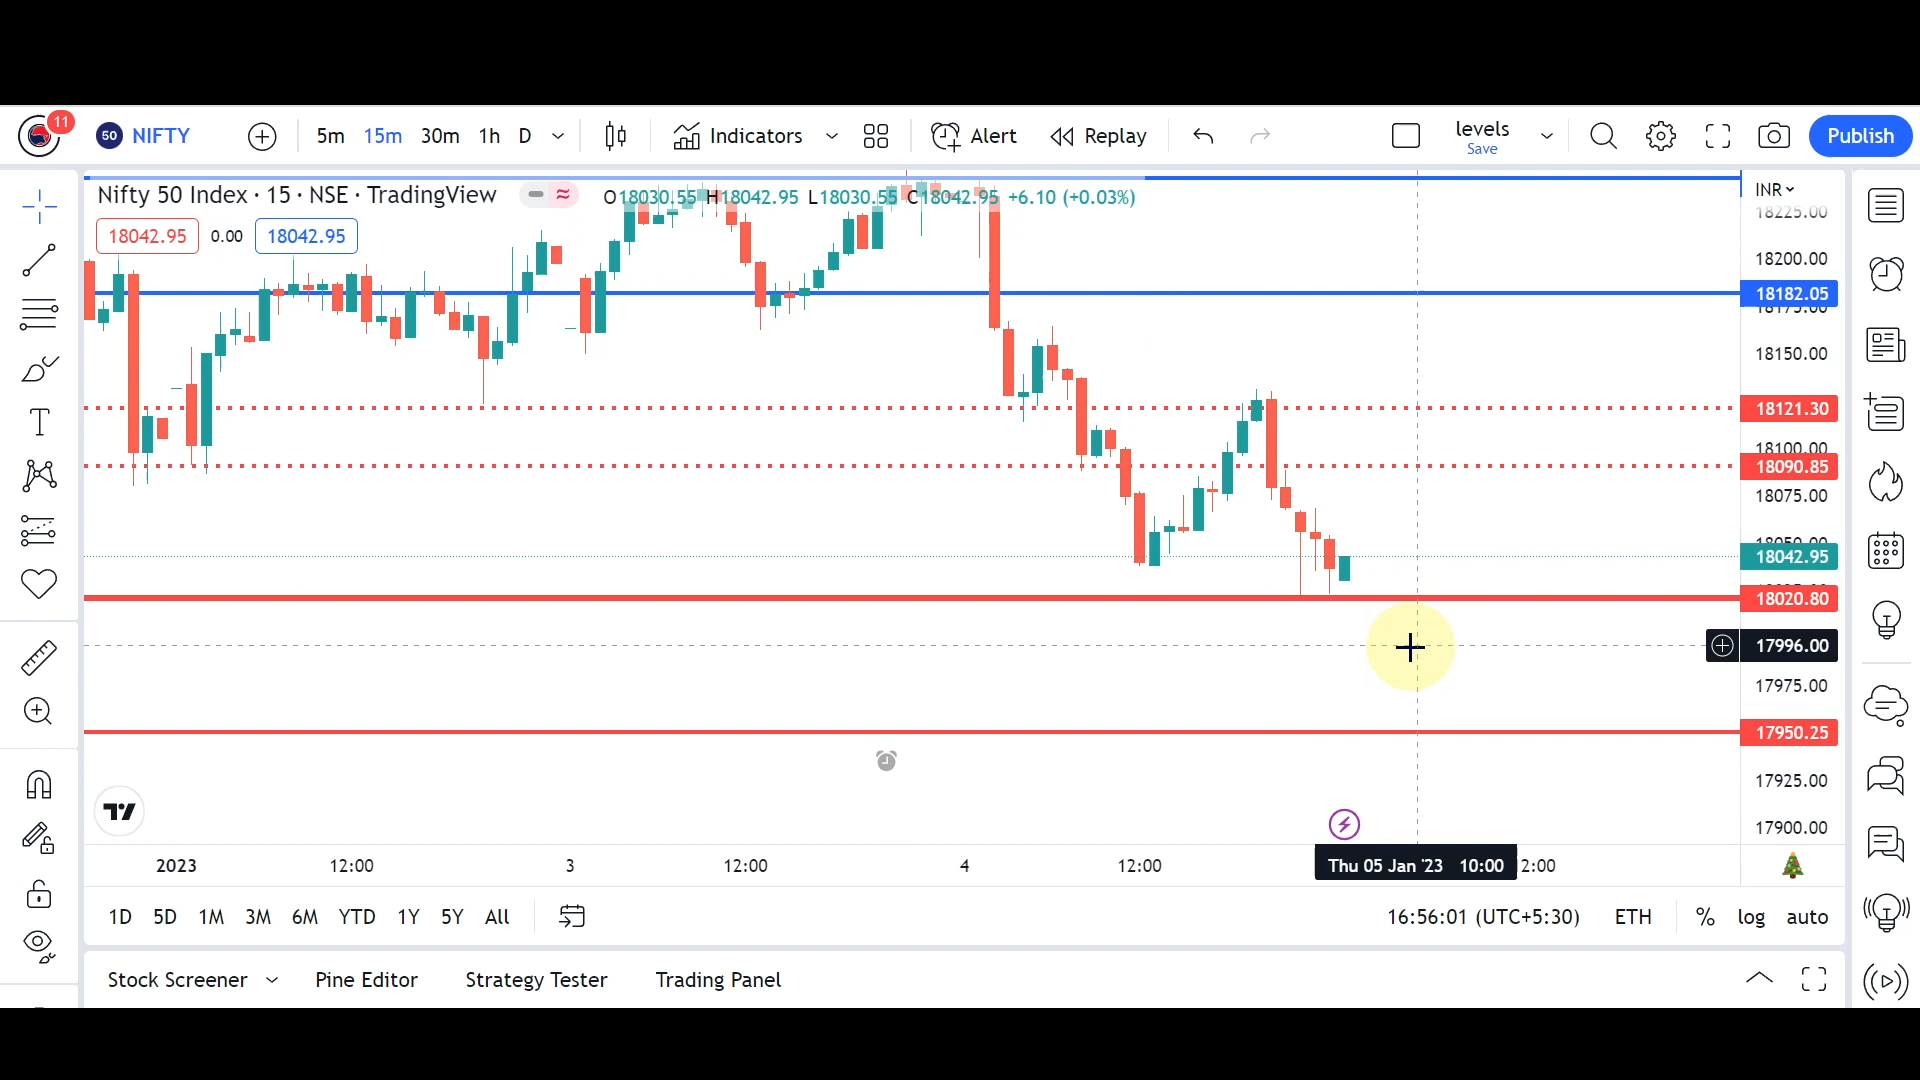 11
50 NIFTY 5m 15m 30m 1h D Indicators Alert Replay levels Save Publish
Nifty 50 Index · 15 · NSE · TradingView O18030.55 H18042.95 L18030.55 C18042.95 +6.10 (+0.03%)
INR
18225.00
18042.95 0.00 18042.95
18200.00
18182.05
18175.00
18150.00
18121.30
18100.00
18090.85
18075.00
18050.00
18042.95
18020.80
17996.00
17975.00
17950.25
17925.00
17900.00
2023 12:00 3 12:00 4 12:00 Thu 05 Jan '23 10:00 2:00
1D 5D 1M 3M 6M YTD 1Y 5Y All 16:56:01 (UTC+5:30) ETH % log auto
Stock Screener Pine Editor Strategy Tester Trading Panel